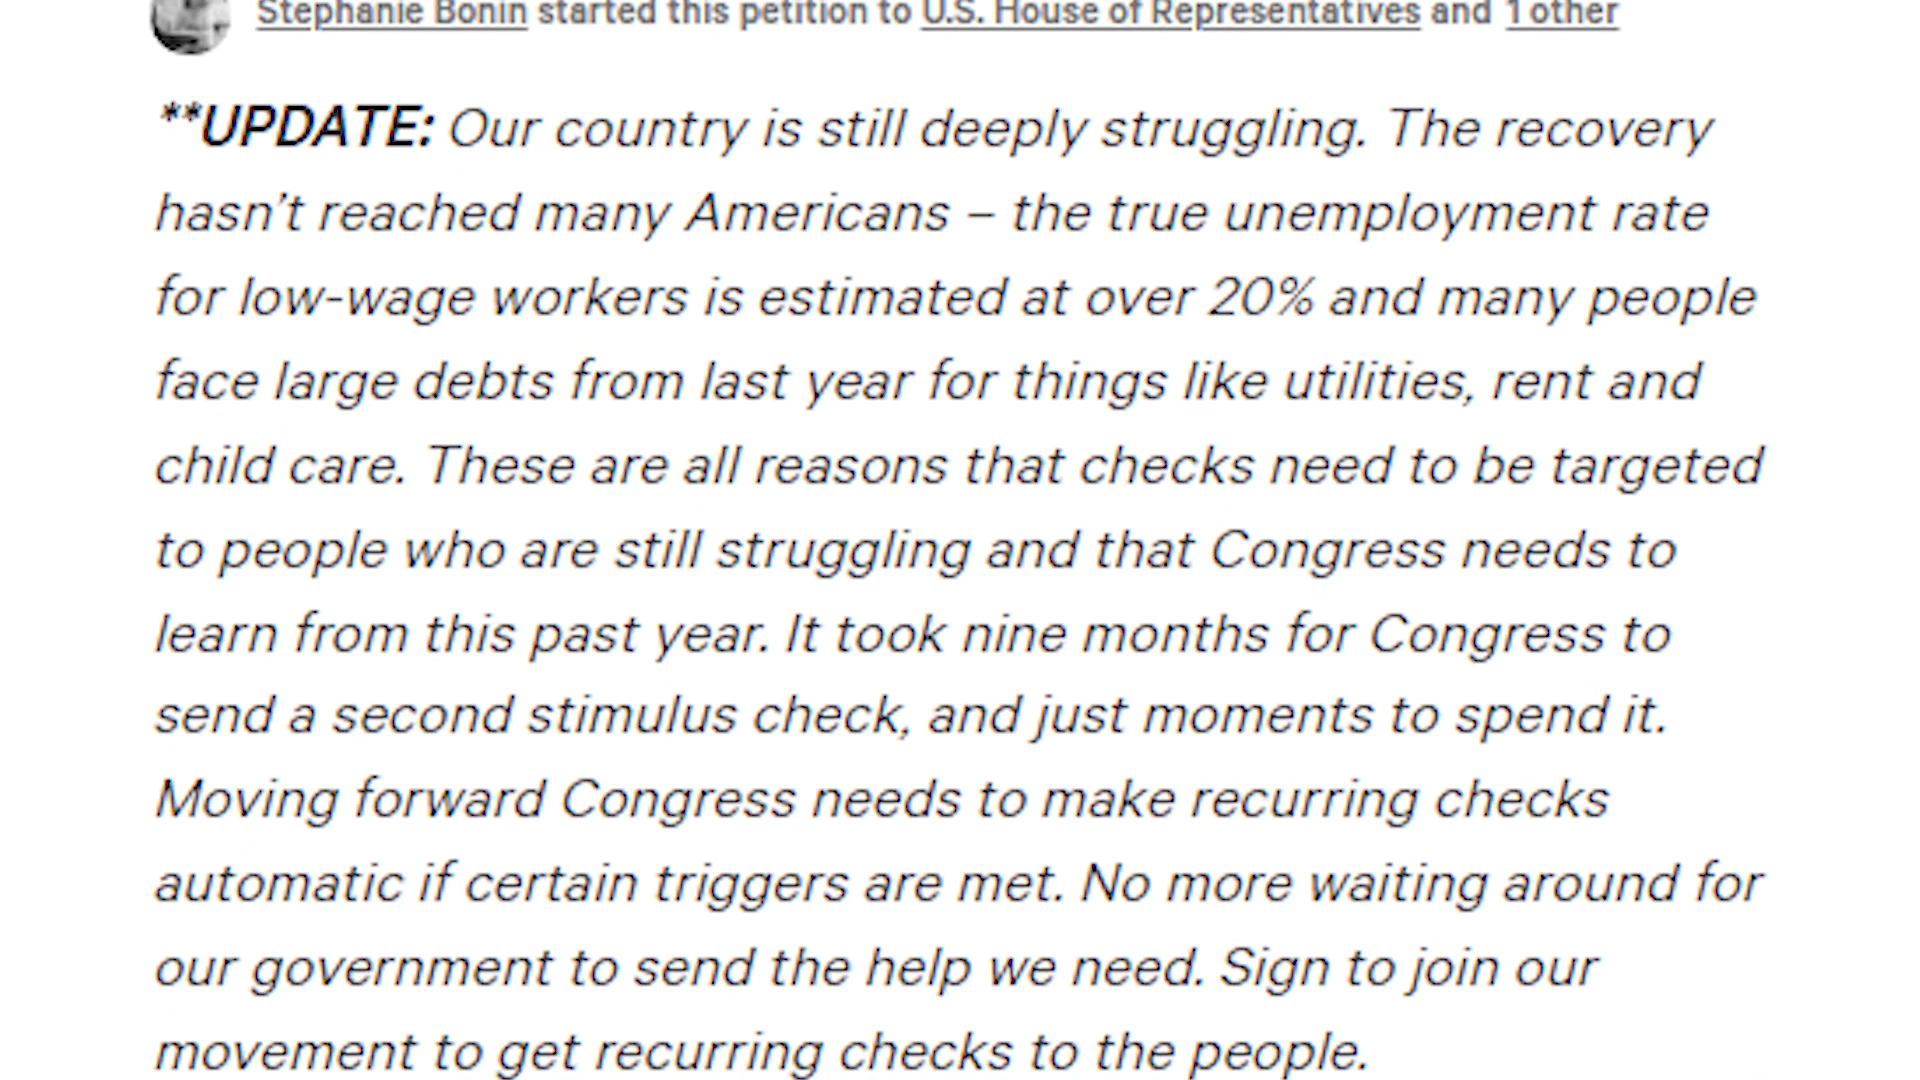 Stephanie Bonin started this petition to U.S. House of Representatives and 1 other
**UPDATE: Our country is still deeply struggling. The recovery
hasn’t reached many Americans – the true unemployment rate
for low-wage workers is estimated at over 20% and many people
face large debts from last year for things like utilities, rent and
child care. These are all reasons that checks need to be targeted
to people who are still struggling and that Congress needs to
learn from this past year. It took nine months for Congress to
send a second stimulus check, and just moments to spend it.
Moving forward Congress needs to make recurring checks
automatic if certain triggers are met. No more waiting around for
our government to send the help we need. Sign to join our
movement to get recurring checks to the people.